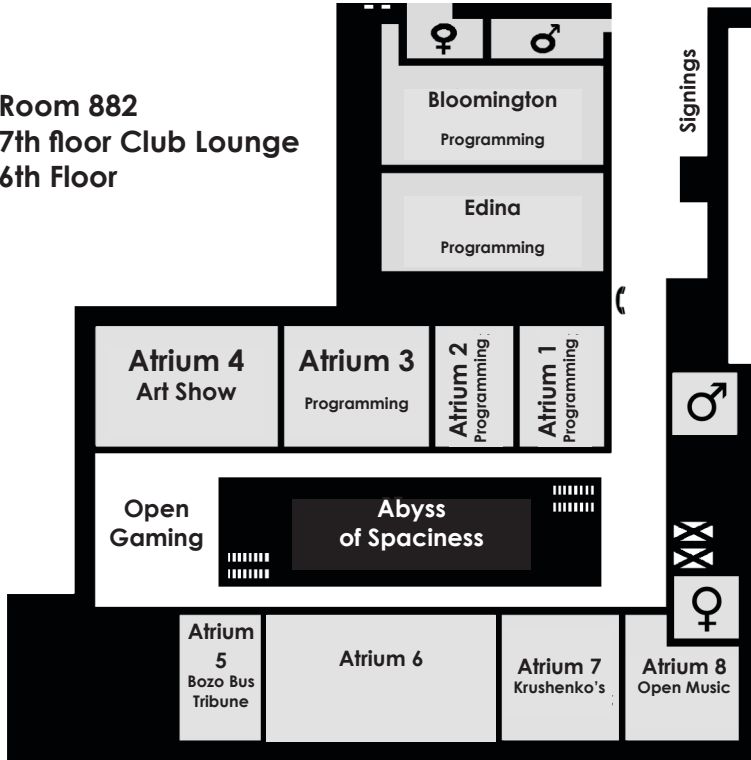 Room 882
7th floor Club Lounge
6th Floor
Signings
Bloomington
Programming
Edina
Programming
Atrium 4
Art Show
Atrium 3
Programming
Atrium 2
Programming
Atrium 1
Programming
Open
Gaming
Abyss
of Spaciness
Atrium
5
Bozo Bus
Tribune
Atrium 6
Atrium 7
Krushenko's
Atrium 8
Open Music